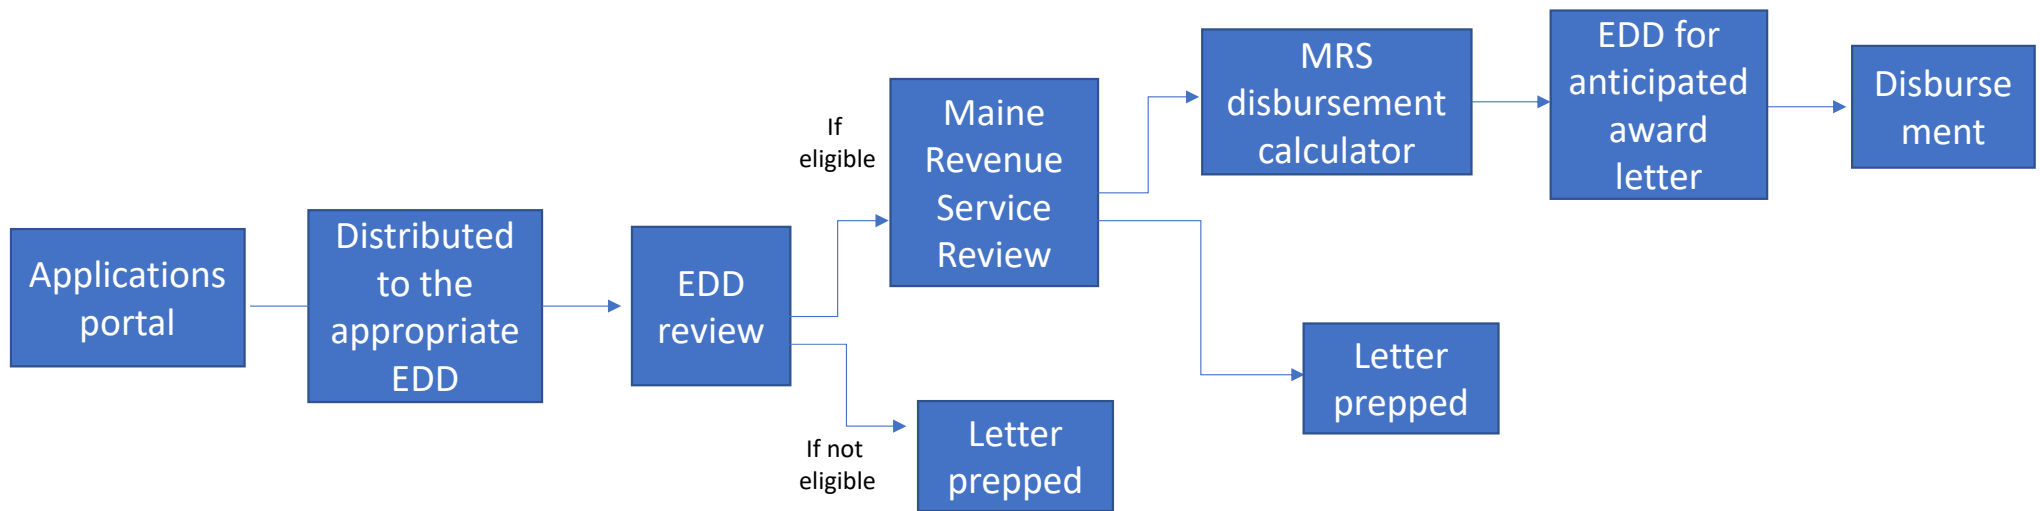 Applications
portal
Distributed
to the
appropriate
EDD
EDD
review
If
eligible
If not
eligible
Maine
Revenue
Service
Review
Letter
prepped
MRS
disbursement
calculator
Letter
prepped
EDD for
anticipated
award
letter
Disburse
ment